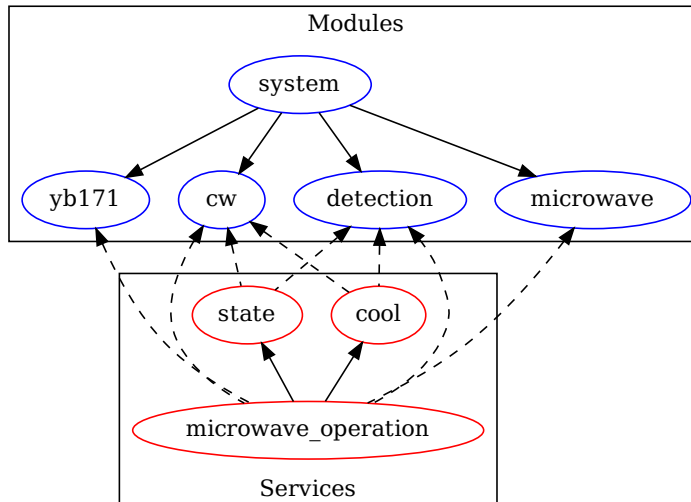 Modules
system
yb171
cw
detection
microwave
state
cool
microwave_operation
Services